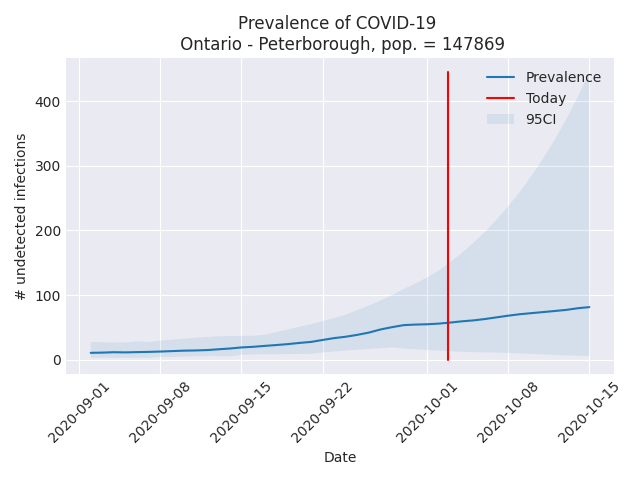 Prevalence of COVID-19
Ontario - Peterborough, pop. = 147869
Prevalence
Today
95CI
# undetected infections
400
300
200
100
0
2020-09-01
2020-09-08
2020-09-15
2020-09-22
2020-10-01
2020-10-08
2020-10-15
Date